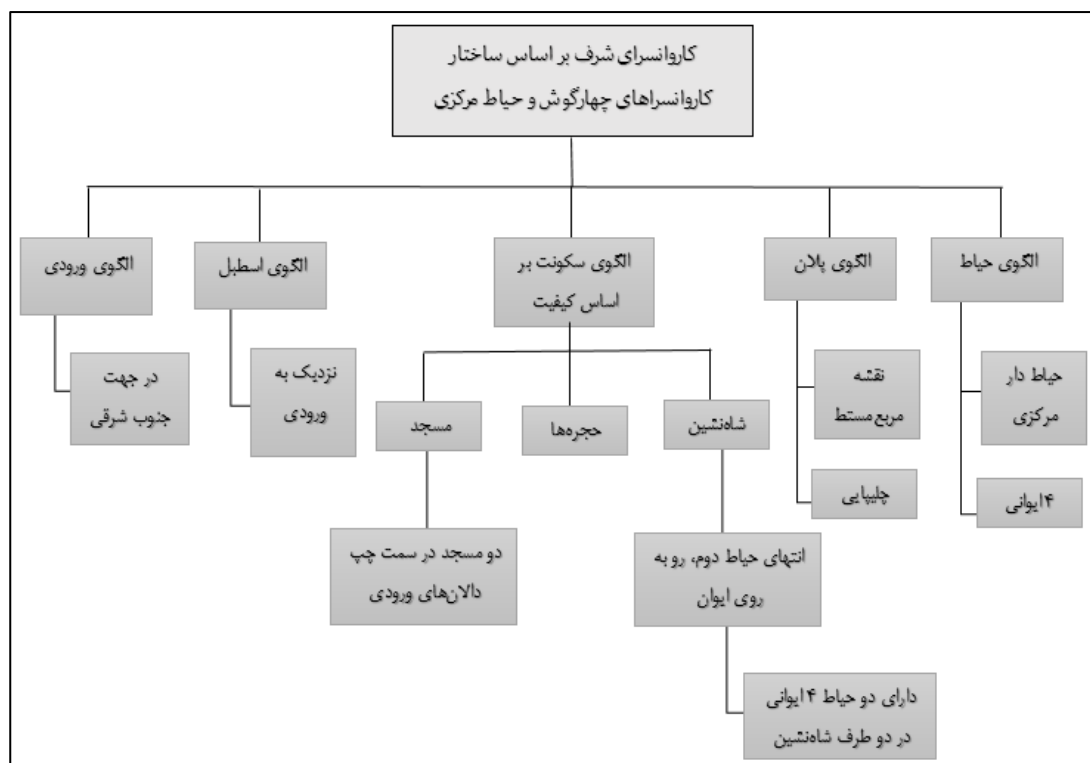 کاروانسرای شرف بر اساس ساختار
کاروانسراهای چهارگوش و حیاط مرکزی
الگوی حیاط
الگوی پلان
الگوی سکونت بر
اساس کیفیت
الگوی اسطبل
الگوی ورودی
حیاط دار
مرکزی
۴ایوانی
نقشه
مربع‌مستط
چلیپایی
شاه‌نشین
حجره‌ها
مسجد
انتهای حیاط دوم، رو به
روی ایوان
دارای دو حیاط ۴ایوانی
در دو طرف شاه‌نشین
دو مسجد در سمت چپ
دالان‌های ورودی
نزدیک به
ورودی
در جهت
جنوب شرقی